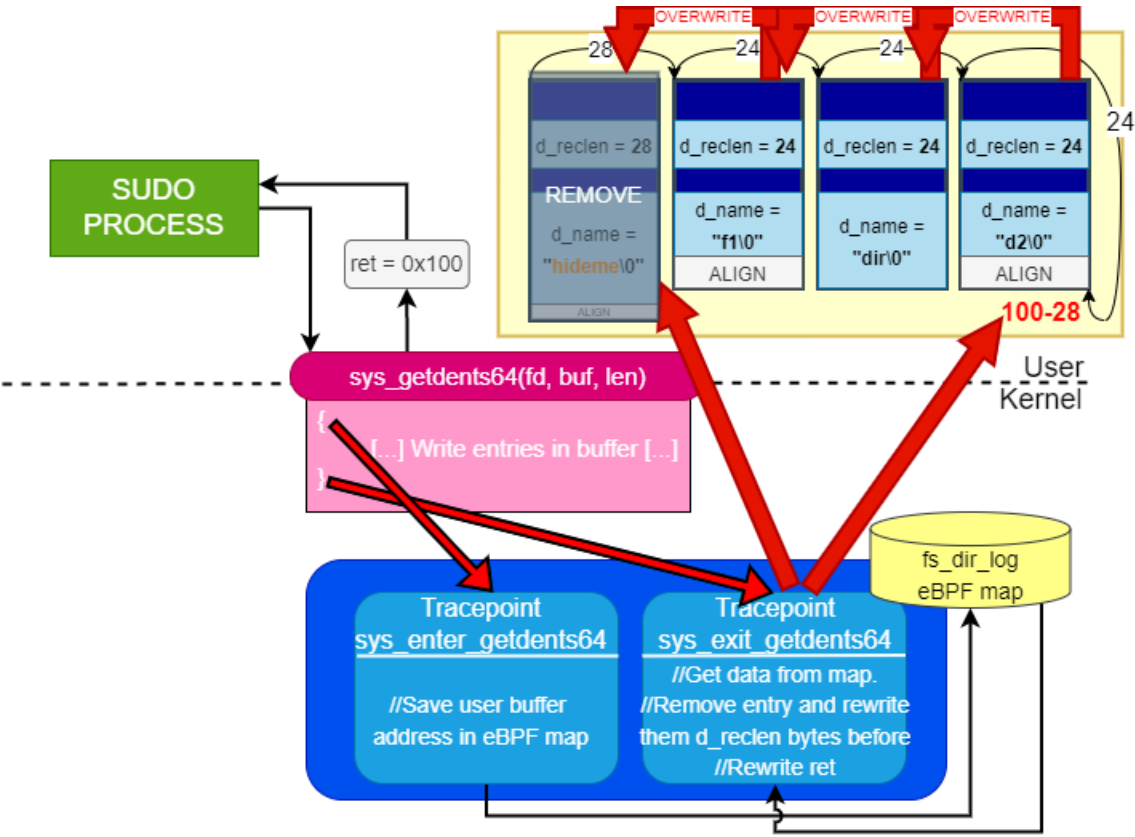 OVERWRITE OVERWRITE OVERWRITE
28 24 24
24
d_reclen = 28
REMOVE
d_name =
"hideme\0"
ALIGN
d_reclen = 24
d_name =
"f1\0"
ALIGN
d_reclen = 24
d_name =
"dir\0"
d_reclen = 24
d_name =
"d2\0"
ALIGN
100-28
SUDO
PROCESS
ret = 0x100
User
Kernel
sys_getdents64(fd, buf, len)
{
[...] Write entries in buffer [...]
}
fs_dir_log
eBPF map
Tracepoint
sys_enter_getdents64
//Save user buffer
address in eBPF map
Tracepoint
sys_exit_getdents64
//Get data from map.
//Remove entry and rewrite
them d_reclen bytes before
//Rewrite ret